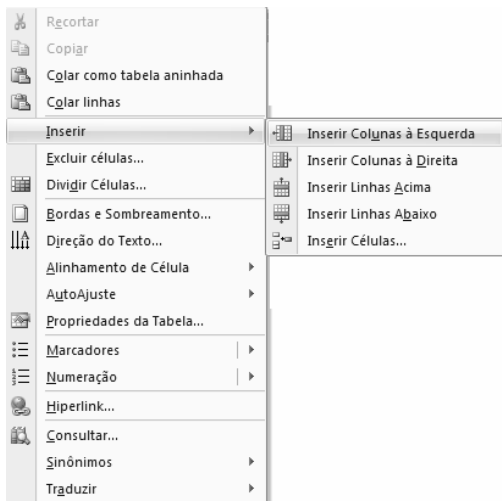 Recortar
Copiar
Colar como tabela aninhada
Colar linhas
Inserir
Excluir células...
Dividir Células...
Bordas e Sombreamento...
Direção do Texto...
Alinhamento de Célula
AutoAjuste
Propriedades da Tabela...
Marcadores
Numeração
Hiperlink...
Consultar...
Sinônimos
Traduzir
Inserir Colunas à Esquerda
Inserir Colunas à Direita
Inserir Linhas Acima
Inserir Linhas Abaixo
Inserir Células...